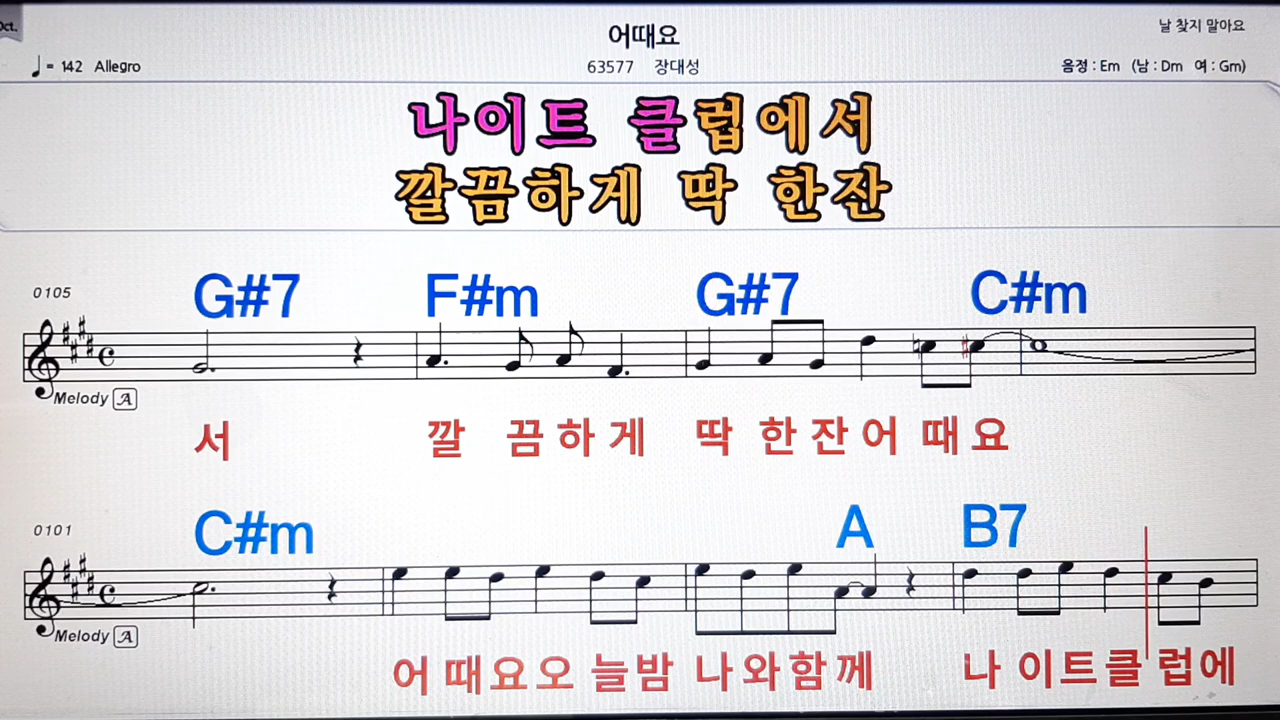 Oct.
어때요
날 찾지 말아요
♩= 142 Allegro
63577 장대성
음정 : Em (남 : Dm 여 : Gm)
나이트 클럽에서
깔끔하게 딱 한잔
0105
G#7 F#m G#7 C#m
Melody A
서 깔 끔하게 딱 한잔어 때요
0101
C#m A B7
Melody A
어 때요오 늘밤 나와함께 나 이트클 럽에